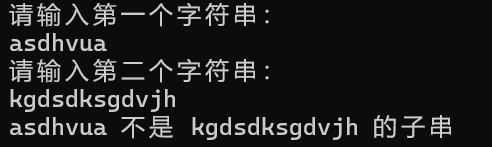 请输入第一个字符串：
asdhvua
请输入第二个字符串：
kgdsdksgdvjh
asdhvua 不是 kgdsdksgdvjh 的子串